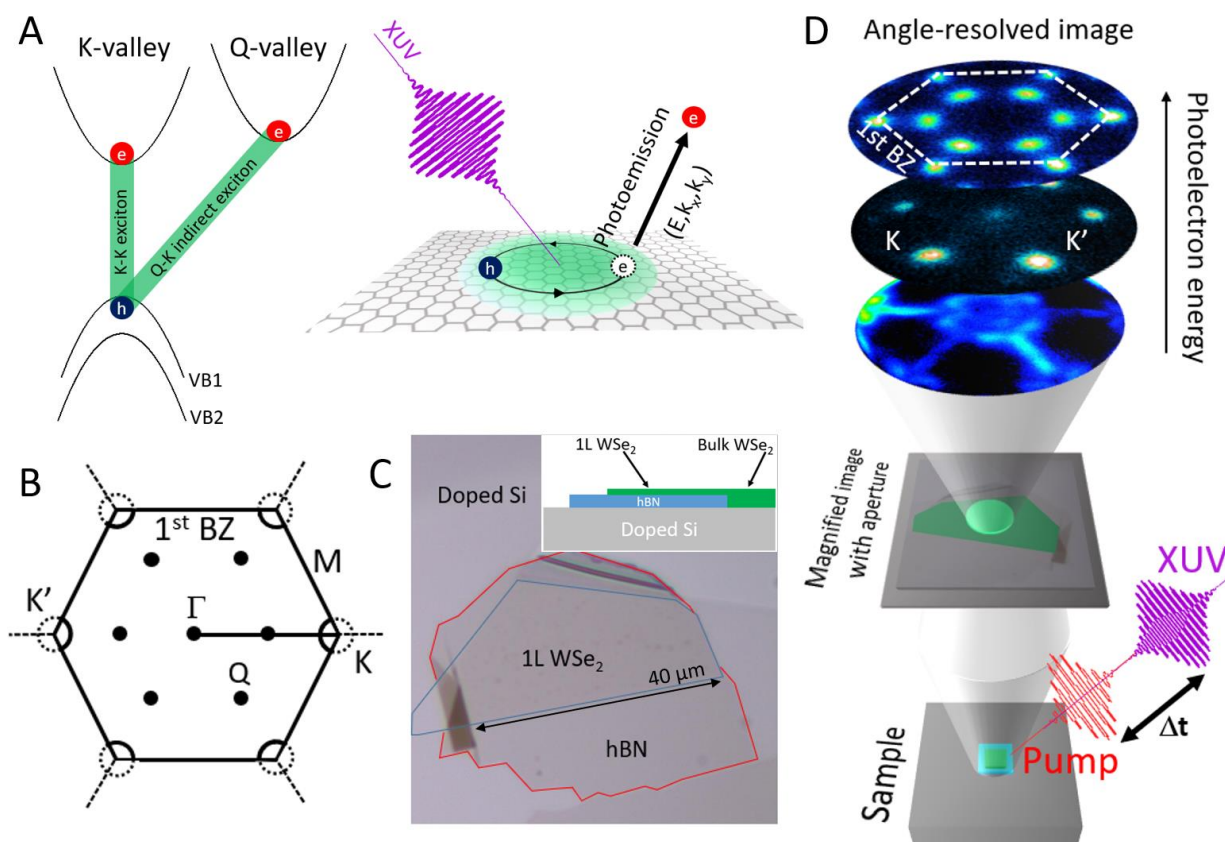 A
K-valley
Q-valley
e
e
K-K exciton
Q-K indirect exciton
h
VB1
VB2
XUV
Photoemission
e
(E,kx,ky)
h
e
B
1st BZ
M
K'
Γ
K
Q
C
Doped Si
1L WSe2
Bulk WSe2
hBN
Doped Si
1L WSe2
40 µm
hBN
D
Angle-resolved image
1st BZ
K
K'
Photoelectron energy
Magnified image
with aperture
XUV
Δt
Pump
Sample